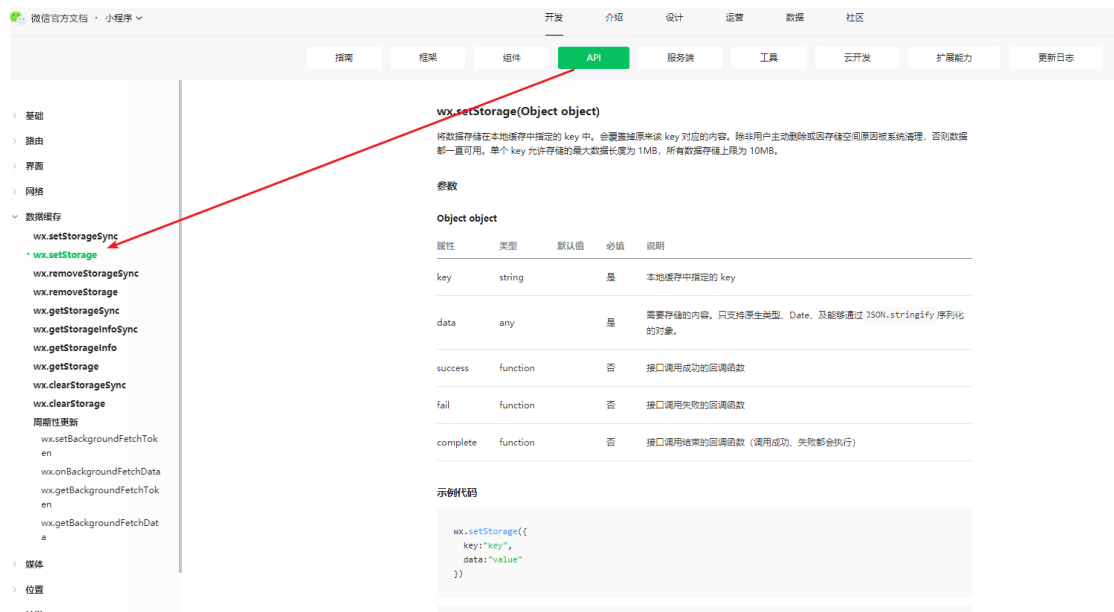 微信官方文档 · 小程序
开发 介绍 设计 运营 数据 社区
指南 框架 组件 API 服务端 工具 云开发 扩展能力 更新日志
基础
路由
界面
网络
数据缓存
wx.setStorageSync
wx.setStorage
wx.removeStorageSync
wx.removeStorage
wx.getStorageSync
wx.getStorageInfoSync
wx.getStorageInfo
wx.getStorage
wx.clearStorageSync
wx.clearStorage
周期性更新
wx.setBackgroundFetchTok
en
wx.onBackgroundFetchData
wx.getBackgroundFetchTok
en
wx.getBackgroundFetchDat
a
媒体
位置
wx.setStorage(Object object)
将数据存储在本地缓存中指定的 key 中。会覆盖掉原来该 key 对应的内容。除非用户主动删除或因存储空间原因被系统清理，否则数据
都一直可用。单个 key 允许存储的最大数据长度为 1MB，所有数据存储上限为 10MB。
参数
Object object
属性 类型 默认值 必填 说明
key string 是 本地缓存中指定的 key
data any 是 需要存储的内容。只支持原生类型、Date、及能够通过 JSON.stringify 序列化
的对象。
success function 否 接口调用成功的回调函数
fail function 否 接口调用失败的回调函数
complete function 否 接口调用结束的回调函数（调用成功、失败都会执行）
示例代码
wx.setStorage({
key:"key",
data:"value"
})